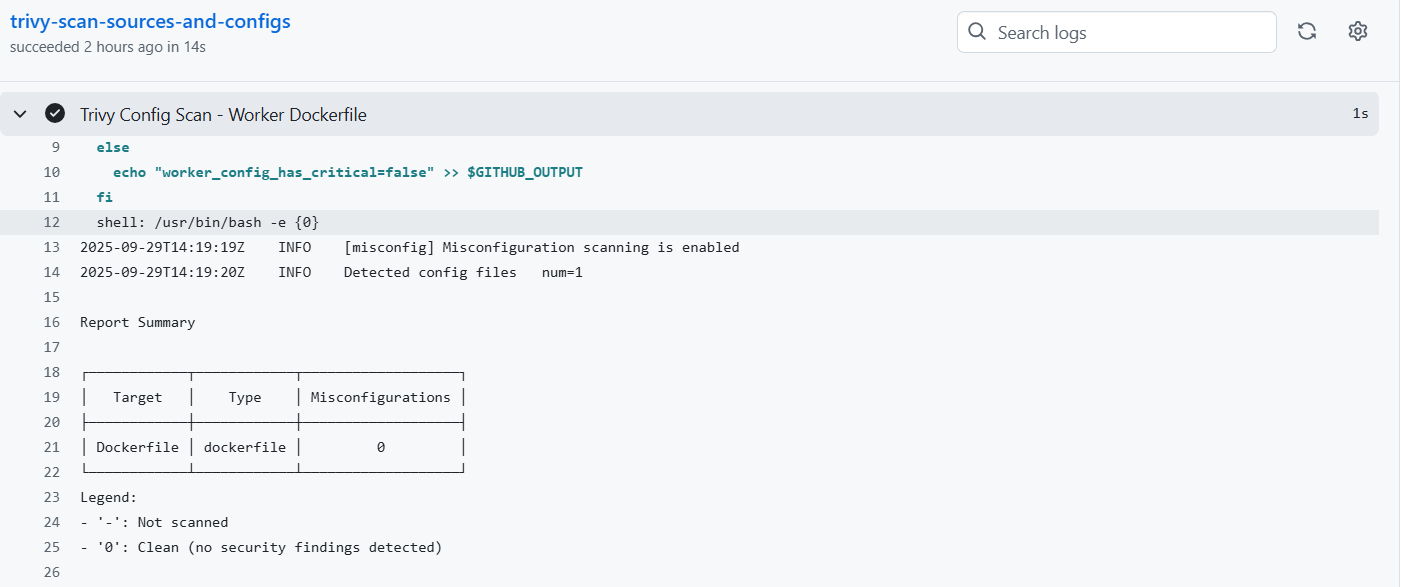 trivy-scan-sources-and-configs
succeeded 2 hours ago in 14s
Search logs
Trivy Config Scan - Worker Dockerfile 1s
9 else
10 echo "worker_config_has_critical=false" >> $GITHUB_OUTPUT
11 fi
12 shell: /usr/bin/bash -e {0}
13 2025-09-29T14:19:19Z INFO [misconfig] Misconfiguration scanning is enabled
14 2025-09-29T14:19:20Z INFO Detected config files num=1
15
16 Report Summary
17
18
19 │ Target │ Type │ Misconfigurations │
20
21 │ Dockerfile │ dockerfile │ 0 │
22
23 Legend:
24 - '-': Not scanned
25 - '0': Clean (no security findings detected)
26